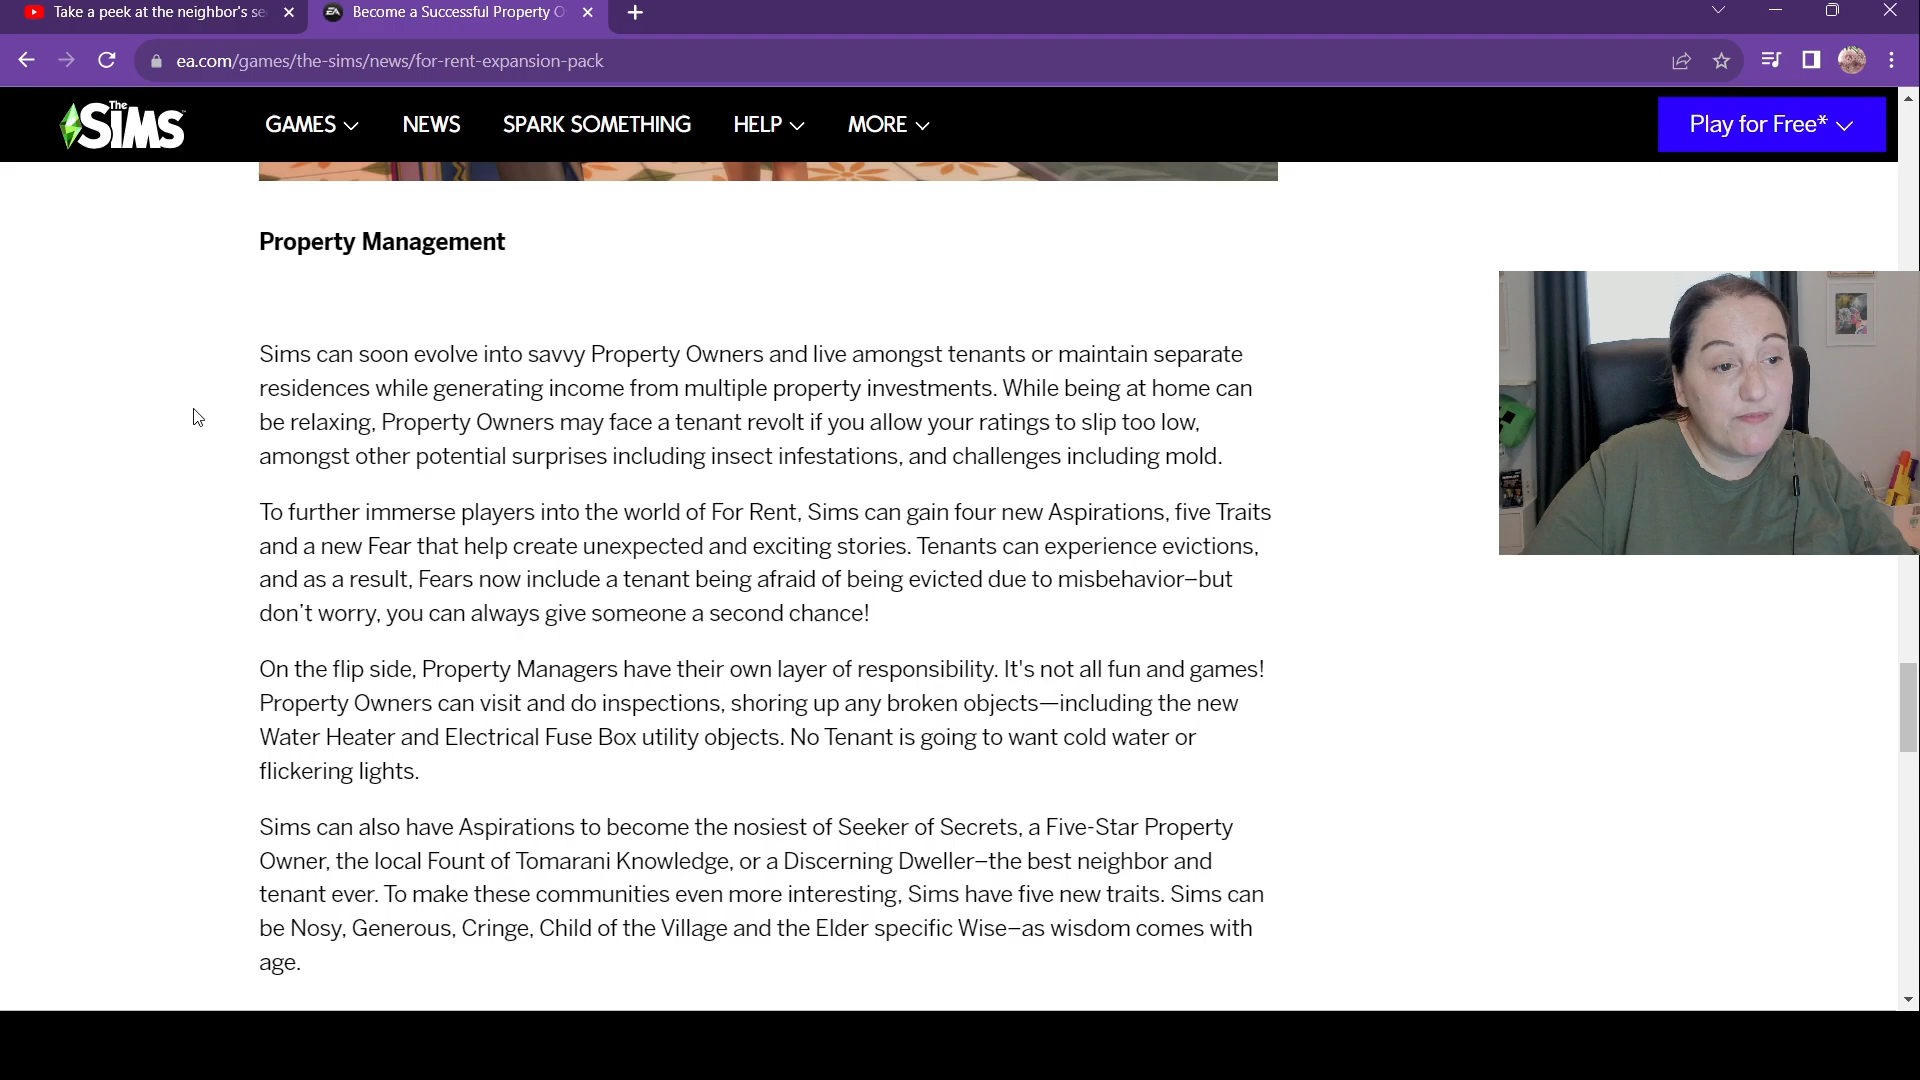 Take a peek at the neighbor's se
Become a Successful Property O
ea.com/games/the-sims/news/for-rent-expansion-pack
The SIMS
GAMES
NEWS
SPARK SOMETHING
HELP
MORE
Play for Free*
Property Management
Sims can soon evolve into savvy Property Owners and live amongst tenants or maintain separate
residences while generating income from multiple property investments. While being at home can
be relaxing, Property Owners may face a tenant revolt if you allow your ratings to slip too low,
amongst other potential surprises including insect infestations, and challenges including mold.
To further immerse players into the world of For Rent, Sims can gain four new Aspirations, five Traits
and a new Fear that help create unexpected and exciting stories. Tenants can experience evictions,
and as a result, Fears now include a tenant being afraid of being evicted due to misbehavior–but
don't worry, you can always give someone a second chance!
On the flip side, Property Managers have their own layer of responsibility. It's not all fun and games!
Property Owners can visit and do inspections, shoring up any broken objects—including the new
Water Heater and Electrical Fuse Box utility objects. No Tenant is going to want cold water or
flickering lights.
Sims can also have Aspirations to become the nosiest of Seeker of Secrets, a Five-Star Property
Owner, the local Fount of Tomarani Knowledge, or a Discerning Dweller–the best neighbor and
tenant ever. To make these communities even more interesting, Sims have five new traits. Sims can
be Nosy, Generous, Cringe, Child of the Village and the Elder specific Wise–as wisdom comes with
age.